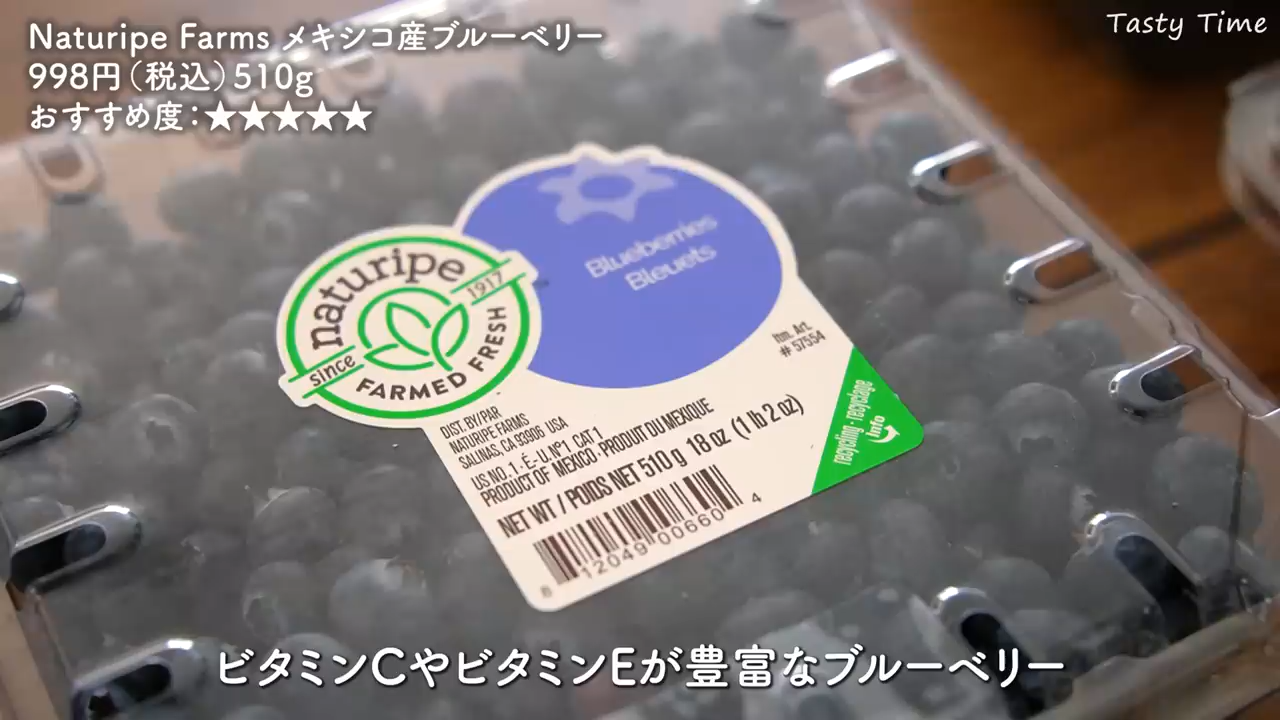 Naturipe Farms メキシコ産ブルーベリー
998円（税込）510g
おすすめ度：★★★★★
Tasty Time
Blueberries
Bleuets
naturipe
since 1917
FARMED FRESH
Itm. Art.
# 57554
DIST. BY/PAR
NATURIPE FARMS
SALINAS, CA 93906 USA
US NO. 1 · É.-U. Nº1 CAT 1
PRODUCT OF MEXICO · PRODUIT DU MEXIQUE
NET WT / POIDS NET 510 g 18 oz (1 lb 2 oz)
recycling · recyclage
Info
8 12049 00660 4
ビタミンCやビタミンEが豊富なブルーベリー